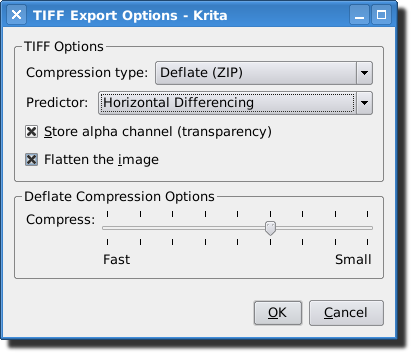 TIFF Export Options - Krita
TIFF Options
Compression type: Deflate (ZIP)
Predictor: Horizontal Differencing
Store alpha channel (transparency)
Flatten the image
Deflate Compression Options
Compress:
Fast Small
OK Cancel